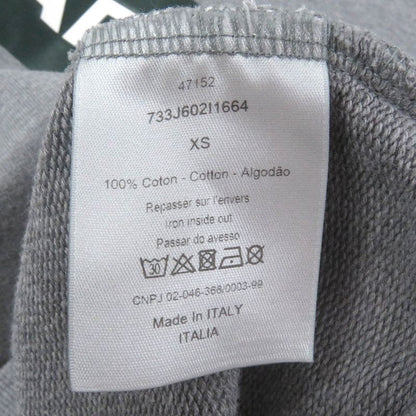 47152
733J602I1664
XS
100% Coton - Cotton - Algodão
Repasser sur l'envers
Iron inside out
Passar do avesso
30
CNPJ 02-046-368/0003-99
Made In ITALY
ITALIA